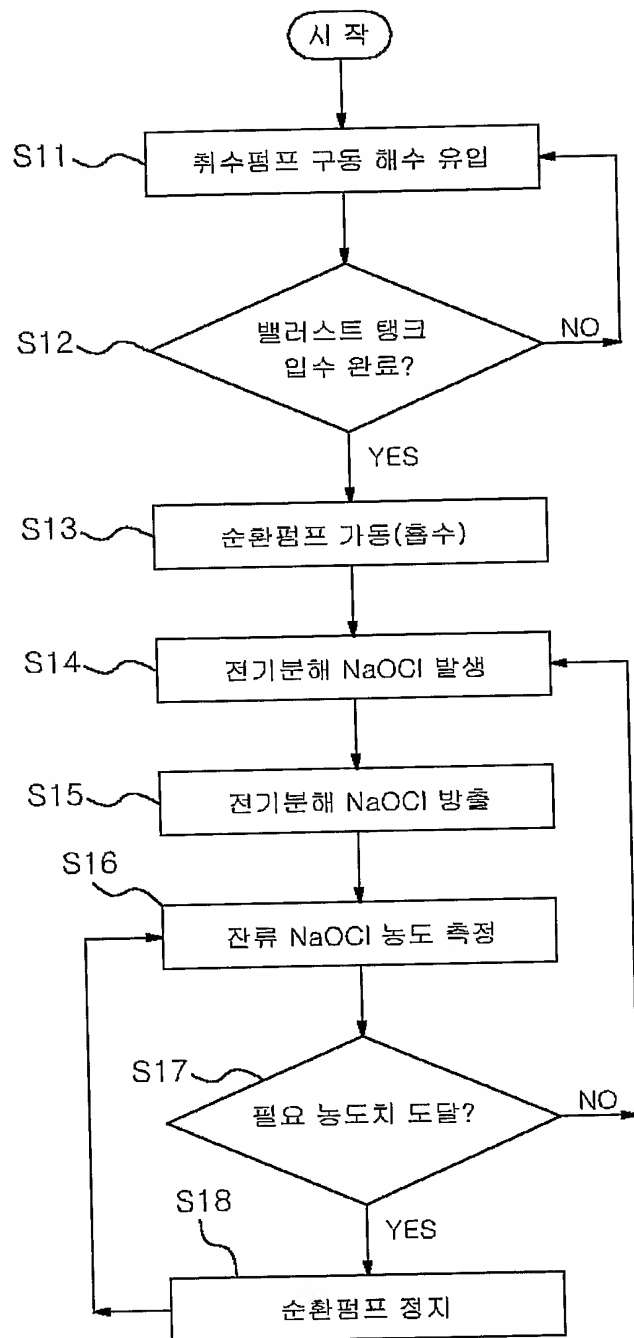 시 작
S11
취수펌프 구동 해수 유입
S12
밸러스트 탱크
입수 완료?
NO
YES
S13
순환펌프 가동(흡수)
S14
전기분해 NaOCl 발생
S15
전기분해 NaOCl 방출
S16
잔류 NaOCl 농도 측정
S17
필요 농도치 도달?
NO
YES
S18
순환펌프 정지